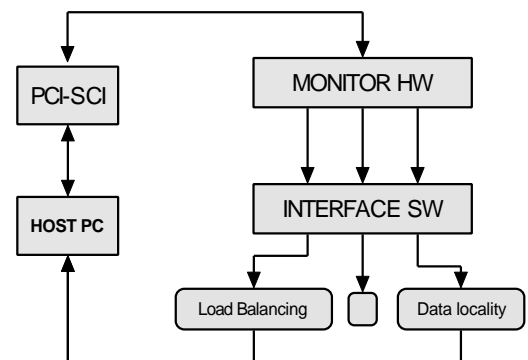 PCI-SCI
MONITOR HW
HOST PC
INTERFACE SW
Load Balancing
Data locality